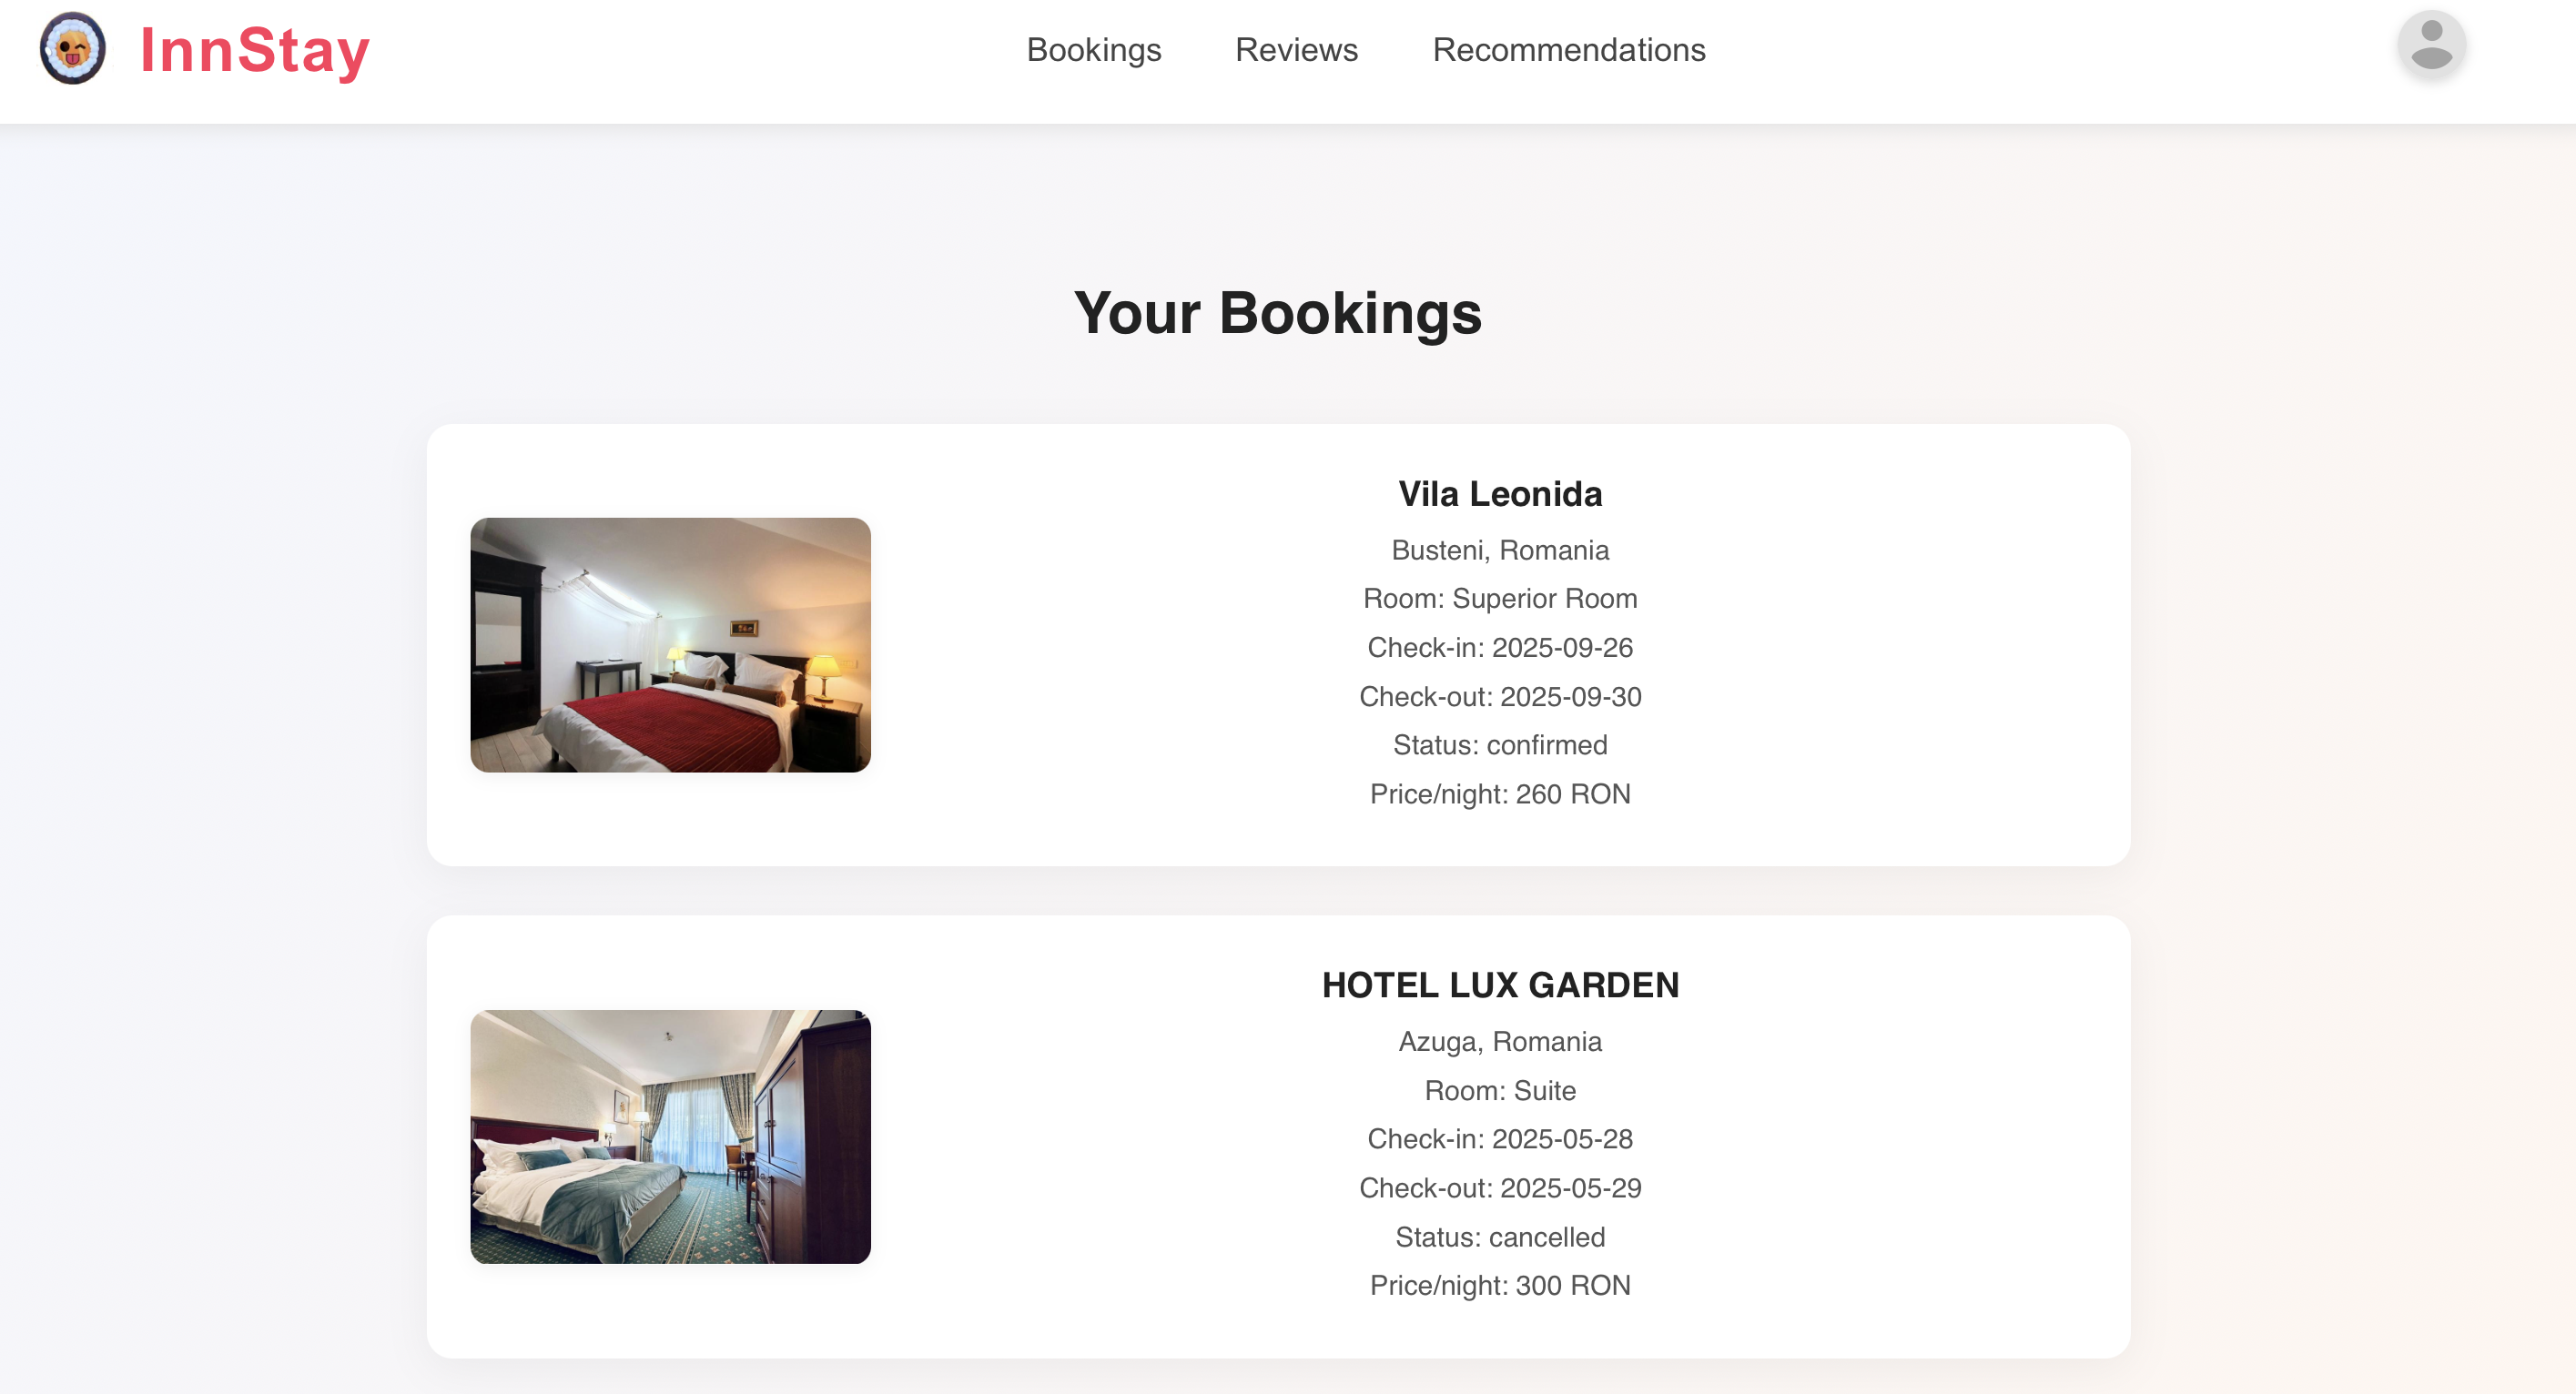 InnStay
Bookings Reviews Recommendations
Your Bookings
Vila Leonida
Busteni, Romania
Room: Superior Room
Check-in: 2025-09-26
Check-out: 2025-09-30
Status: confirmed
Price/night: 260 RON
HOTEL LUX GARDEN
Azuga, Romania
Room: Suite
Check-in: 2025-05-28
Check-out: 2025-05-29
Status: cancelled
Price/night: 300 RON